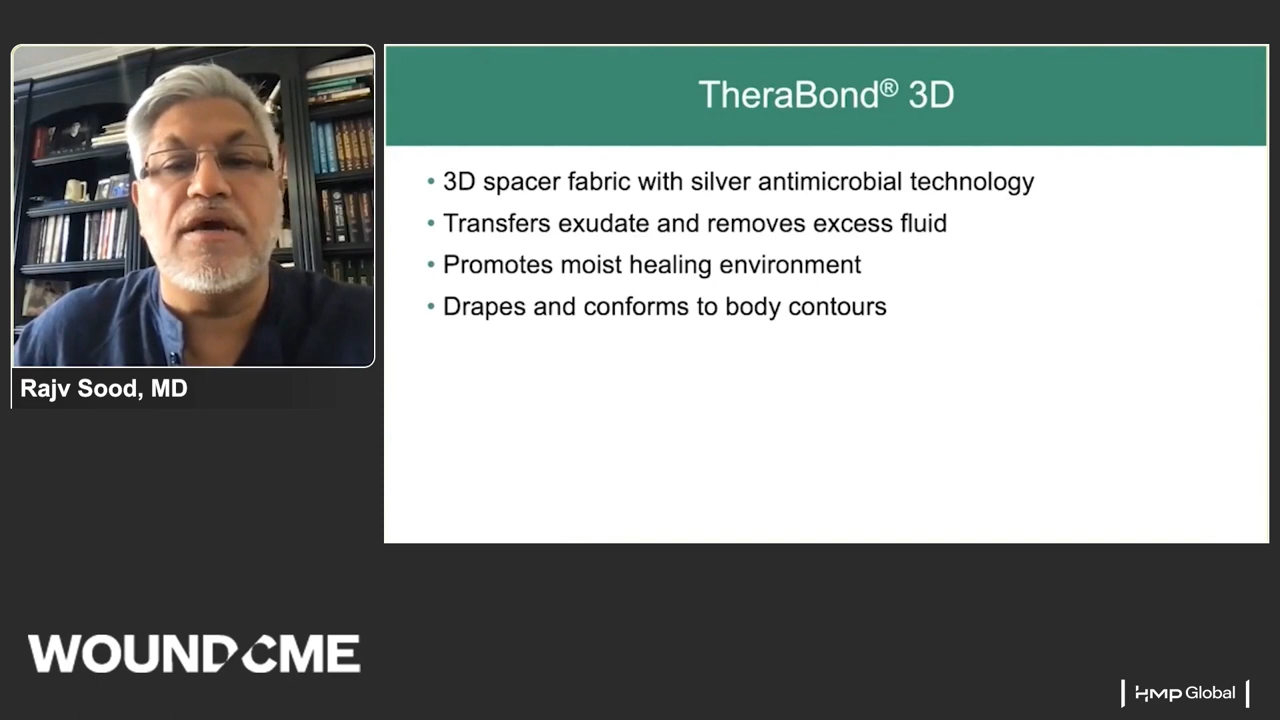 TheraBond® 3D
• 3D spacer fabric with silver antimicrobial technology
• Transfers exudate and removes excess fluid
• Promotes moist healing environment
• Drapes and conforms to body contours
Rajv Sood, MD
WOUNDCME
HMP Global